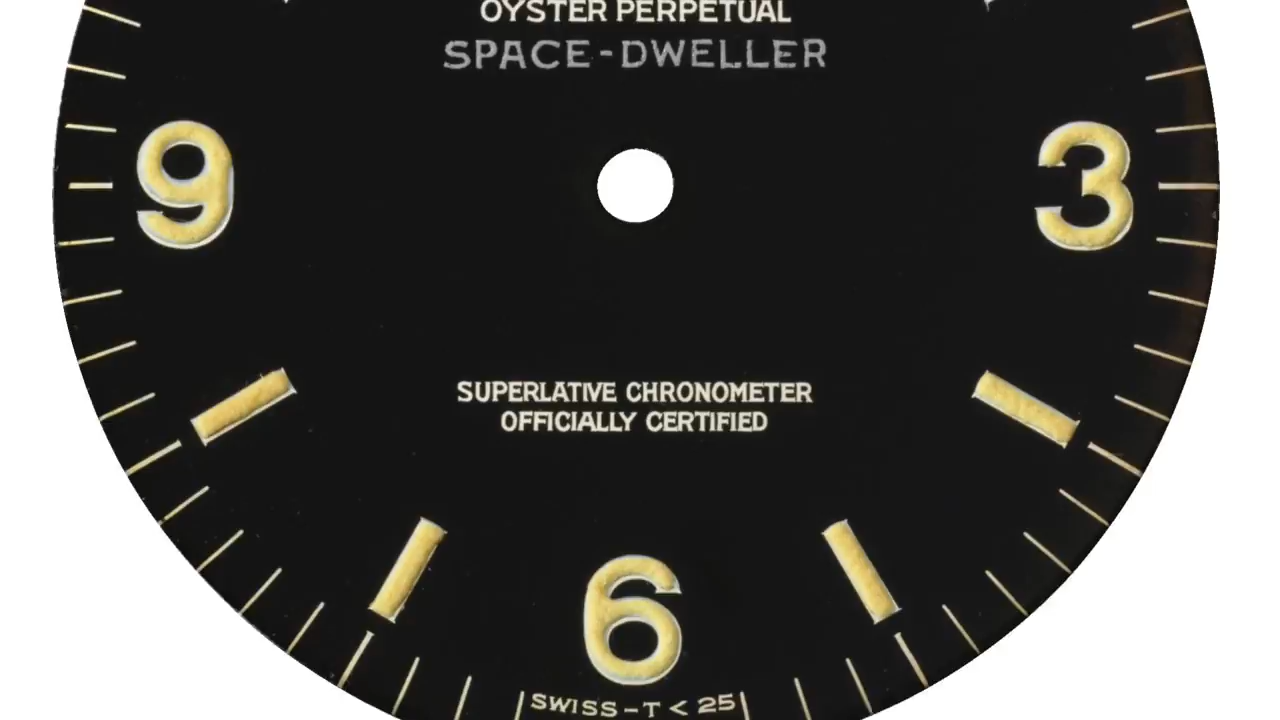 OYSTER PERPETUAL
SPACE-DWELLER
9 3
SUPERLATIVE CHRONOMETER
OFFICIALLY CERTIFIED
6
SWISS-T<25